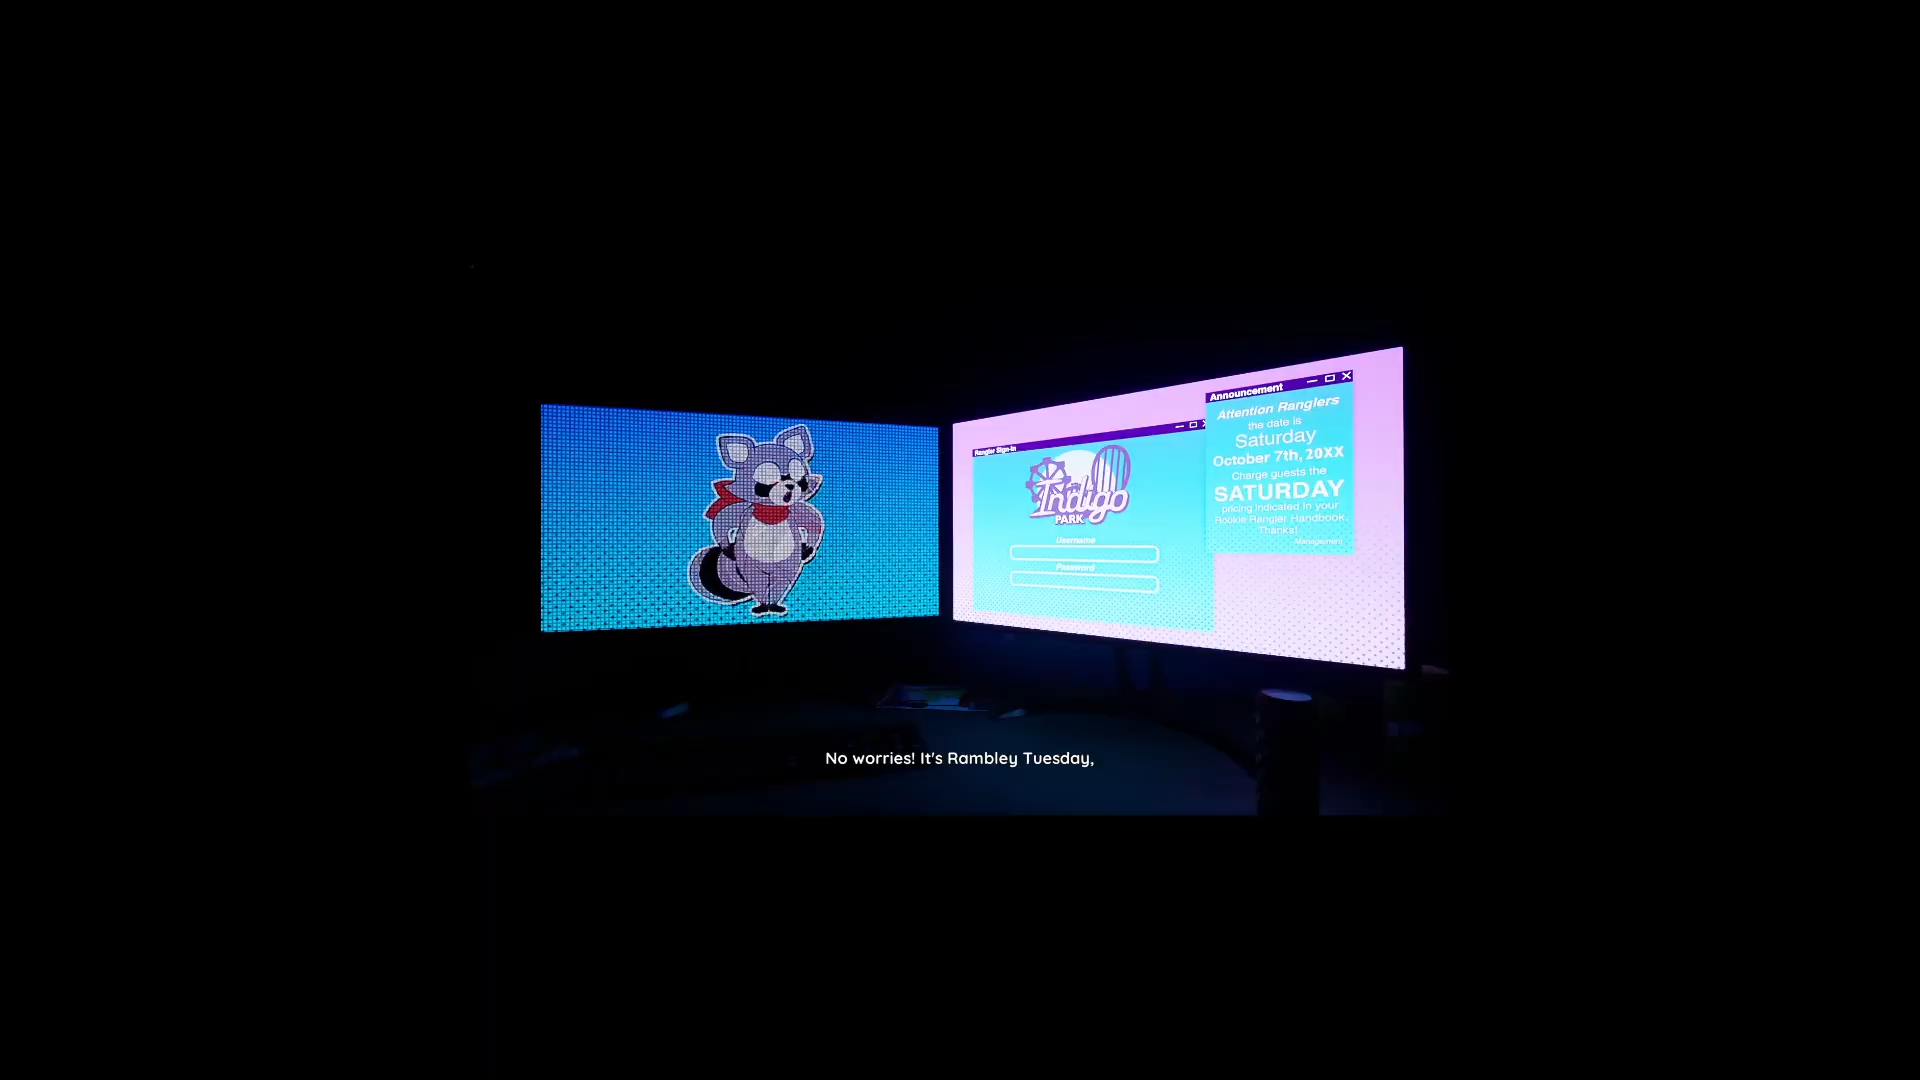 Rangler Sign-In
Indigo
PARK
Username
Password
Announcement
Attention Ranglers
the date is
Saturday
October 7th, 20XX
Charge guests the
SATURDAY
pricing indicated in your
Rookie Rangler Handbook.
Thanks!
-Management
No worries! It's Rambley Tuesday,